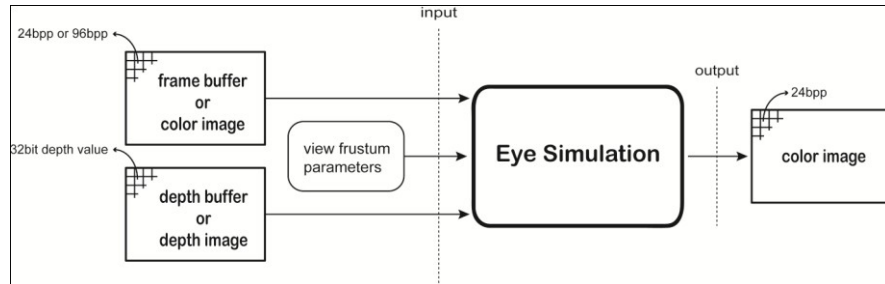 input
24bpp or 96bpp
frame buffer
or
color image
view frustum
parameters
32bit depth value
depth buffer
or
depth image
Eye Simulation
output
24bpp
color image